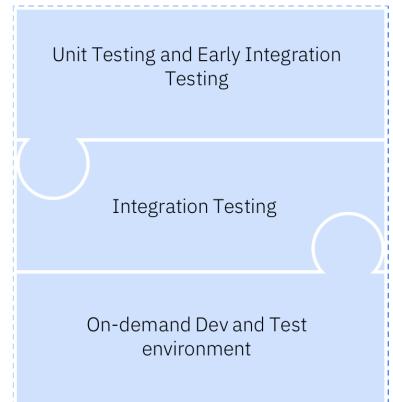 Unit Testing and Early Integration
Testing
Integration Testing
On-demand Dev and Test
environment